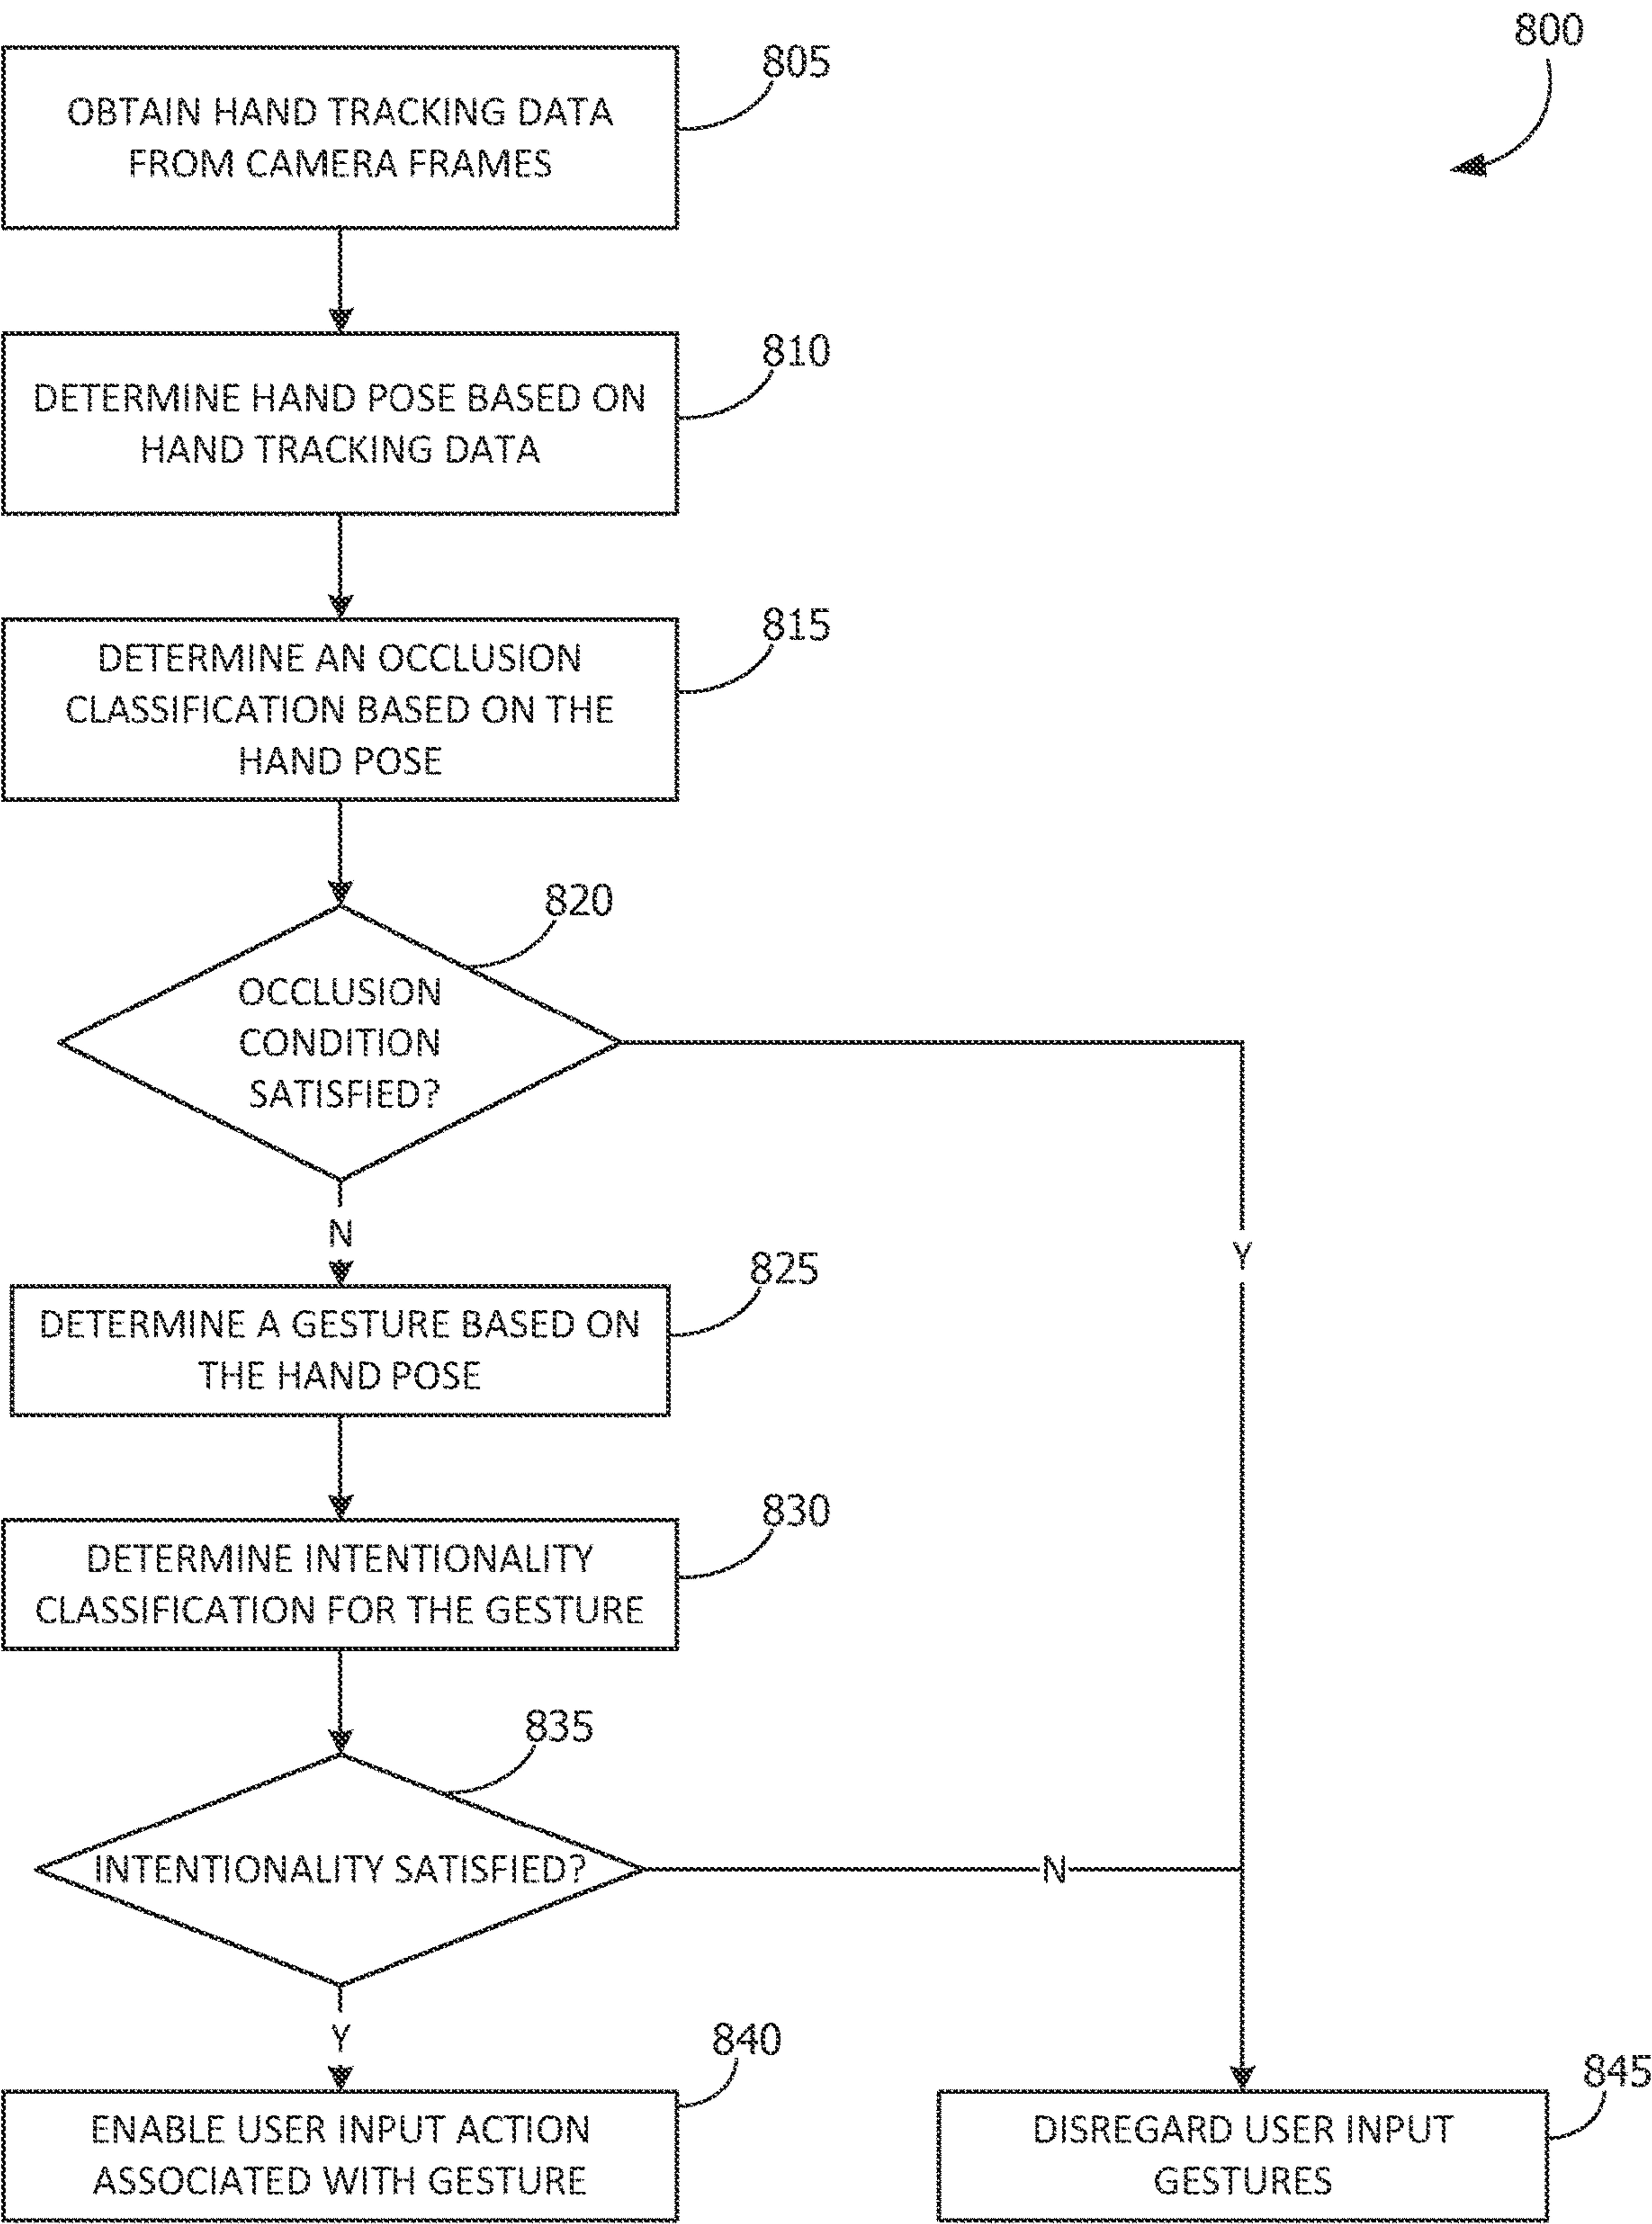 800
805
OBTAIN HAND TRACKING DATA
FROM CAMERA FRAMES
810
DETERMINE HAND POSE BASED ON
HAND TRACKING DATA
815
DETERMINE AN OCCLUSION
CLASSIFICATION BASED ON THE
HAND POSE
820
OCCLUSION
CONDITION
SATISFIED?
N
Y
825
DETERMINE A GESTURE BASED ON
THE HAND POSE
830
DETERMINE INTENTIONALITY
CLASSIFICATION FOR THE GESTURE
835
INTENTIONALITY SATISFIED?
N
Y
840
ENABLE USER INPUT ACTION
ASSOCIATED WITH GESTURE
845
DISREGARD USER INPUT
GESTURES